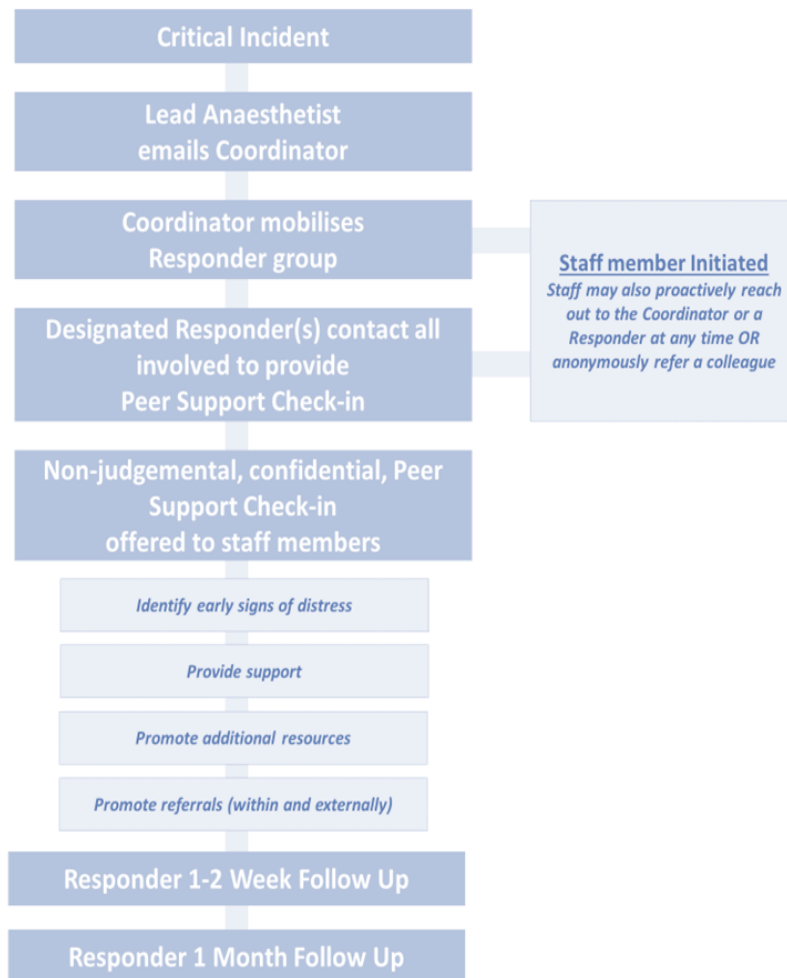 Critical Incident
Lead Anaesthetist
emails Coordinator
Coordinator mobilises
Responder group
Staff member Initiated
Staff may also proactively reach
out to the Coordinator or a
Responder at any time OR
anonymously refer a colleague
Designated Responder(s) contact all
involved to provide
Peer Support Check-in
Non-judgemental, confidential, Peer
Support Check-in
offered to staff members
Identify early signs of distress
Provide support
Promote additional resources
Promote referrals (within and externally)
Responder 1-2 Week Follow Up
Responder 1 Month Follow Up